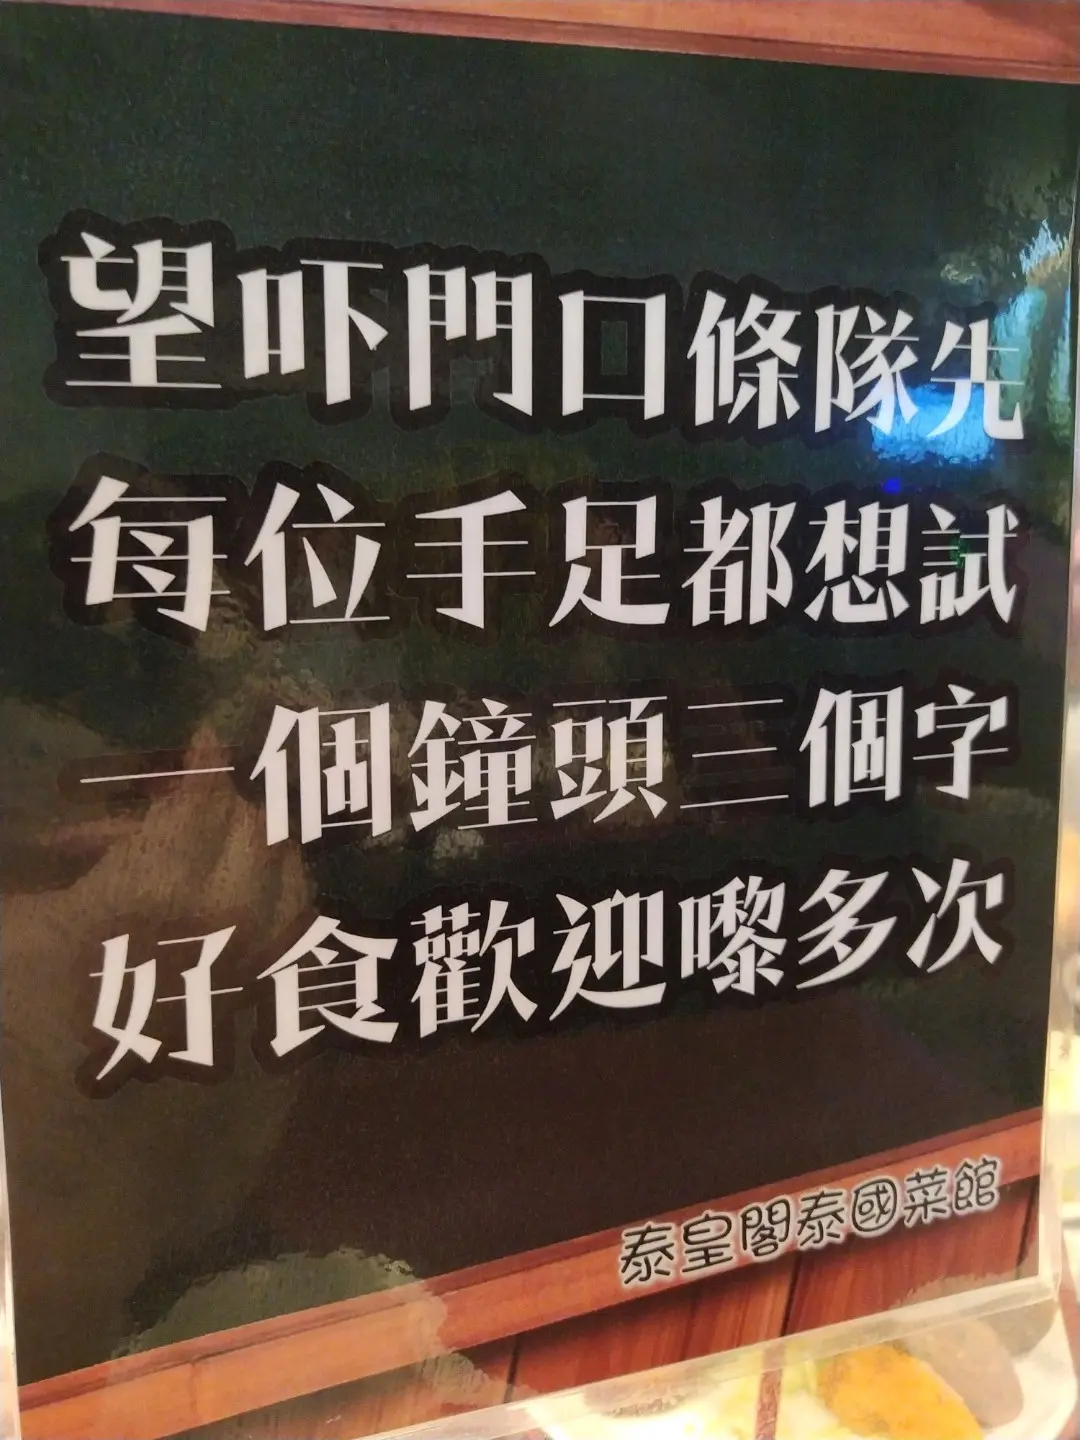 望吓門口條隊先
每位手足都想試
一個鐘頭三個字
好食歡迎嚟多次
泰皇閣泰國菜館